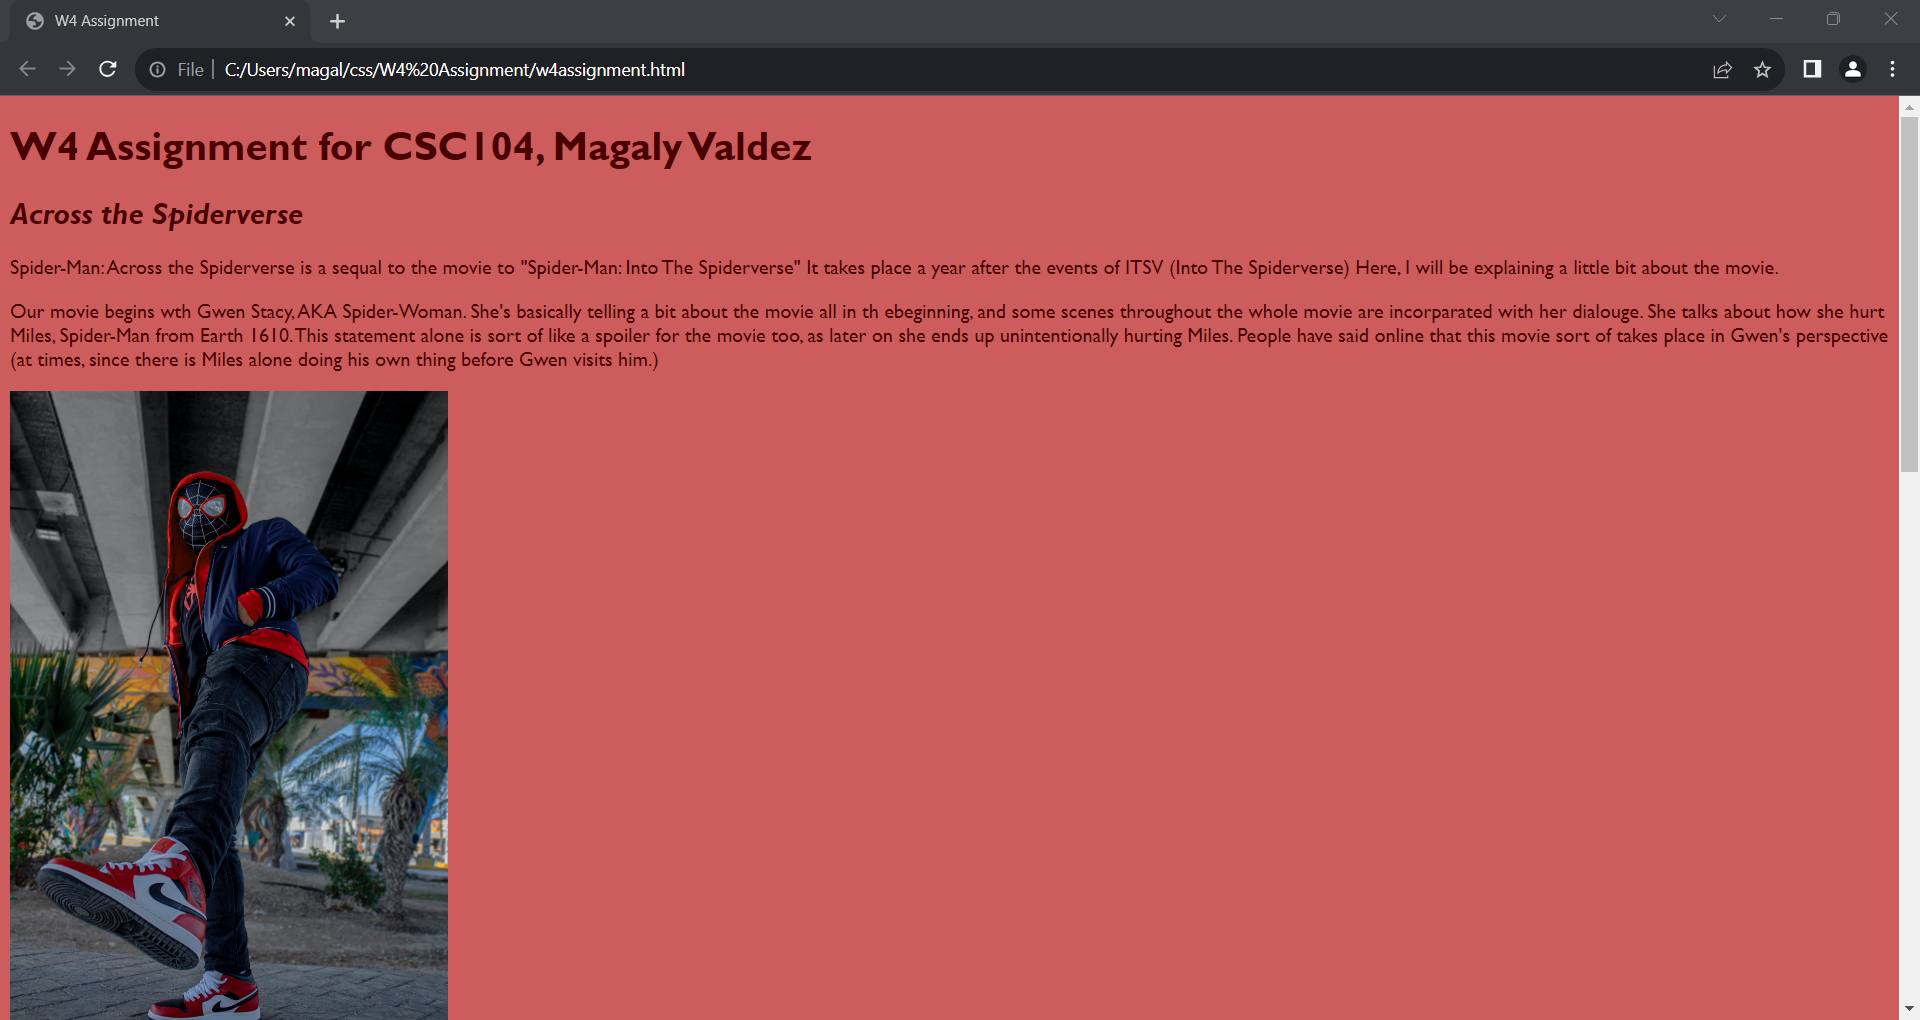 W4 Assignment
File
C:/Users/magal/css/W4%20Assignment/w4assignment.html
W4 Assignment for CSC104, Magaly Valdez
Across the Spiderverse
Spider-Man: Across the Spiderverse is a sequal to the movie to "Spider-Man: Into The Spiderverse" It takes place a year after the events of ITSV (Into The Spiderverse) Here, I will be explaining a little bit about the movie.
Our movie begins wth Gwen Stacy, AKA Spider-Woman. She's basically telling a bit about the movie all in th ebeginning, and some scenes throughout the whole movie are incorparated with her dialouge. She talks about how she hurt
Miles, Spider-Man from Earth 1610. This statement alone is sort of like a spoiler for the movie too, as later on she ends up unintentionally hurting Miles. People have said online that this movie sort of takes place in Gwen's perspective
(at times, since there is Miles alone doing his own thing before Gwen visits him.)